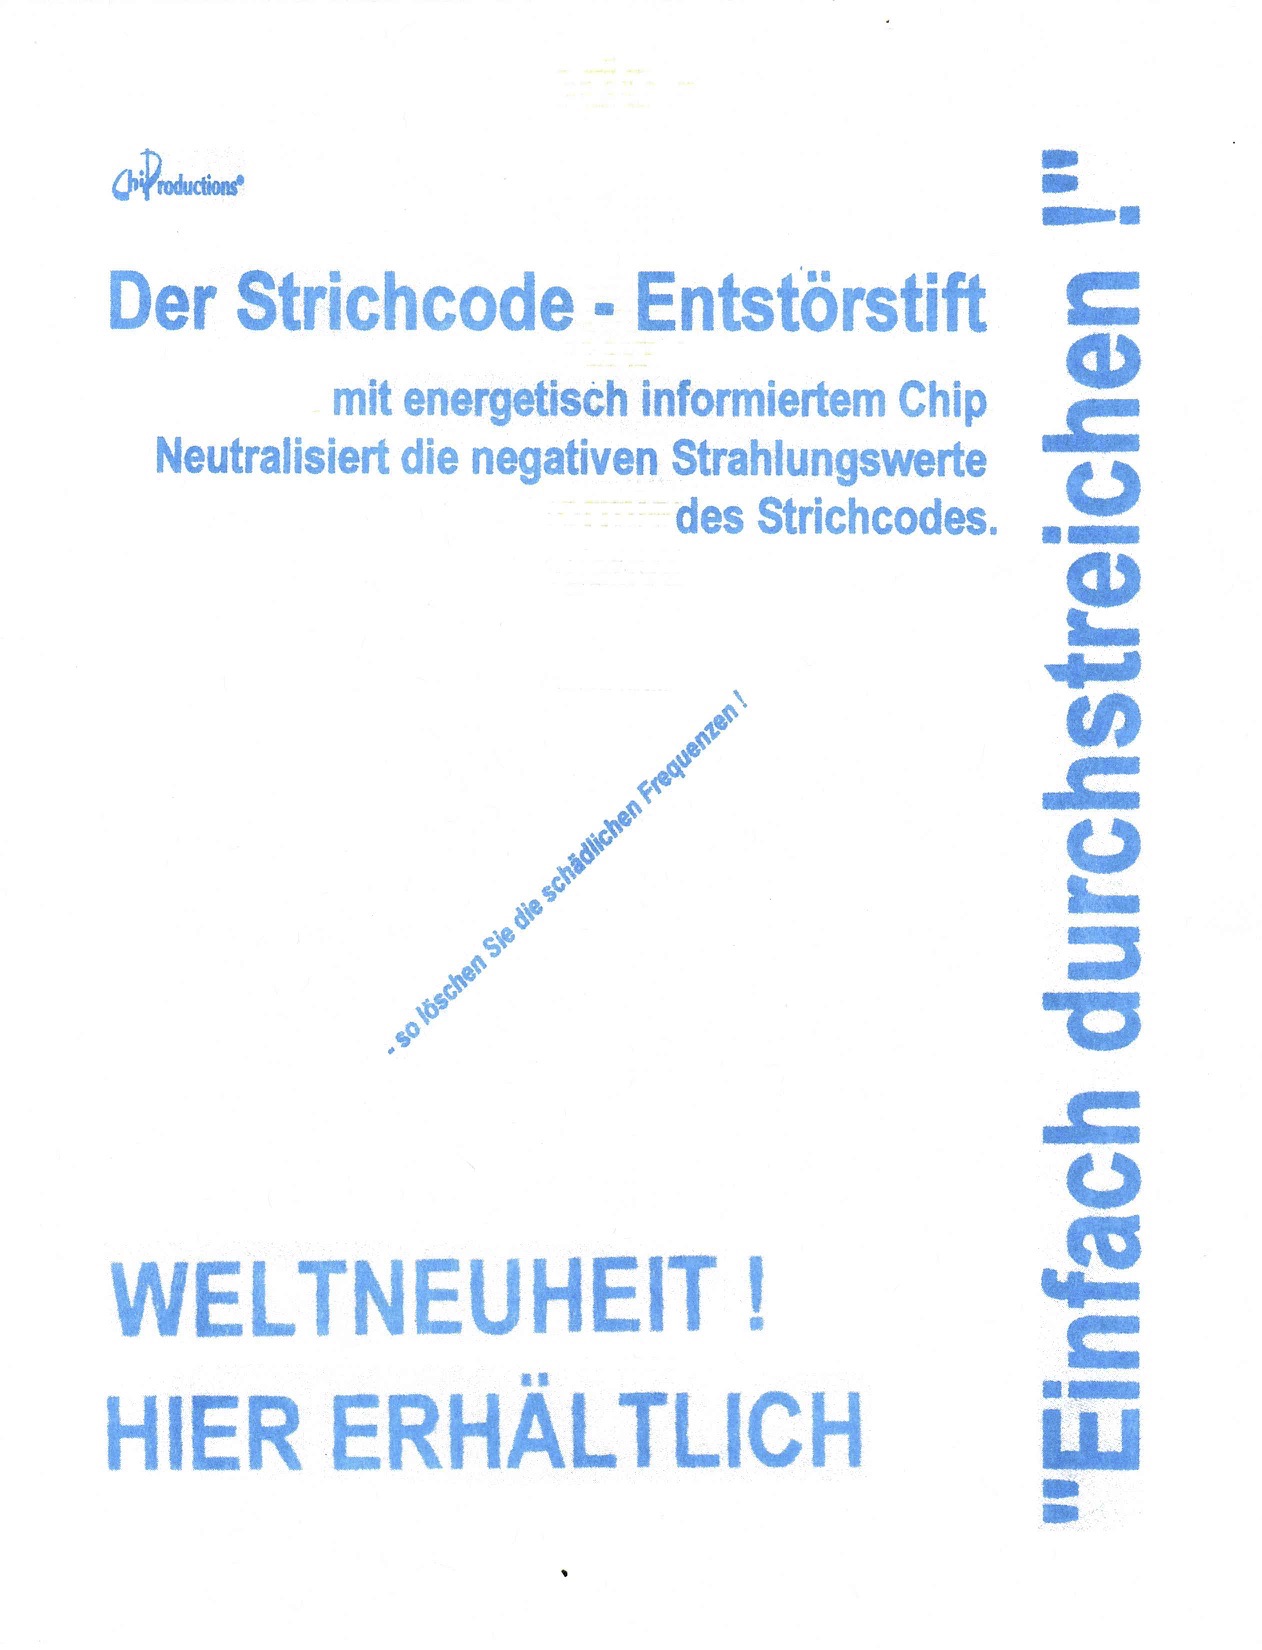 ChiProductions®
Der Strichcode - Entstörstift
mit energetisch informiertem Chip
Neutralisiert die negativen Strahlungswerte
des Strichcodes.
- so löschen Sie die schädlichen Frequenzen !
WELTNEUHEIT !
HIER ERHÄLTLICH
"Einfach durchstreichen !"